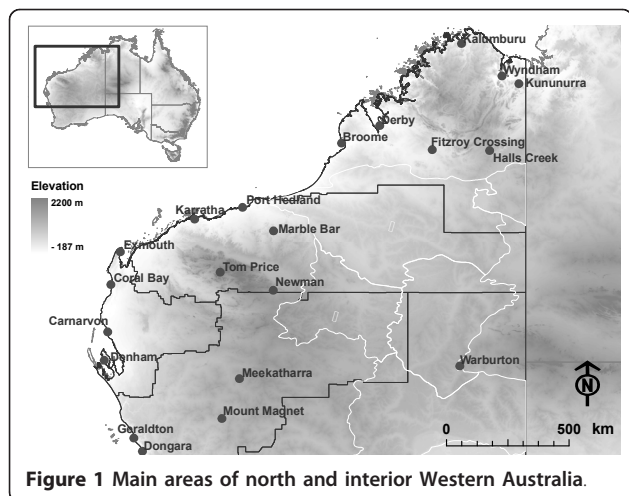 Kalumburu
Wyndham
Kununurra
Derby
Broome
Fitzroy Crossing
Halls Creek
Elevation
2200 m
- 187 m
Port Hedland
Karratha
Marble Bar
Exmouth
Tom Price
Coral Bay
Newman
Carnarvon
Denham
Warburton
Meekatharra
N
Mount Magnet
Geraldton
Dongara
0 500 km
Figure 1 Main areas of north and interior Western Australia.